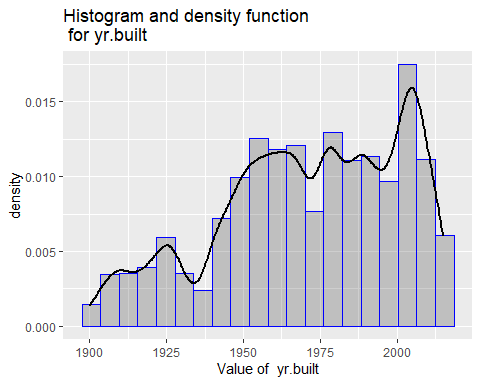 Histogram and density function
for yr.built
0.015
0.010
0.005
0.000
density
1900 1925 1950 1975 2000
Value of yr.built